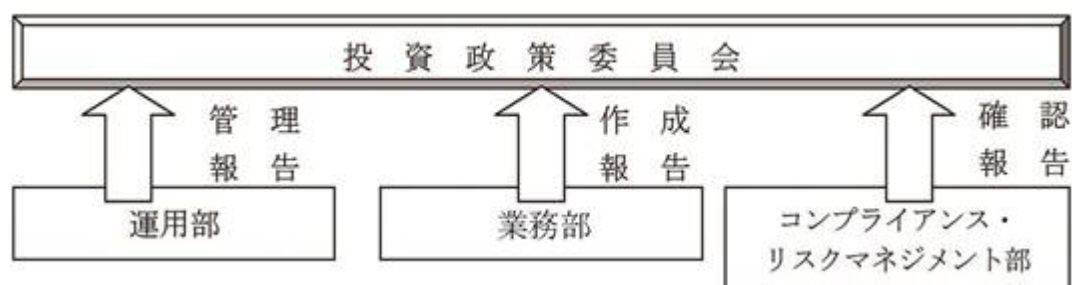 投資政策委員会
管理
報告
作成
報告
確認
報告
運用部
業務部
コンプライアンス・
リスクマネジメント部